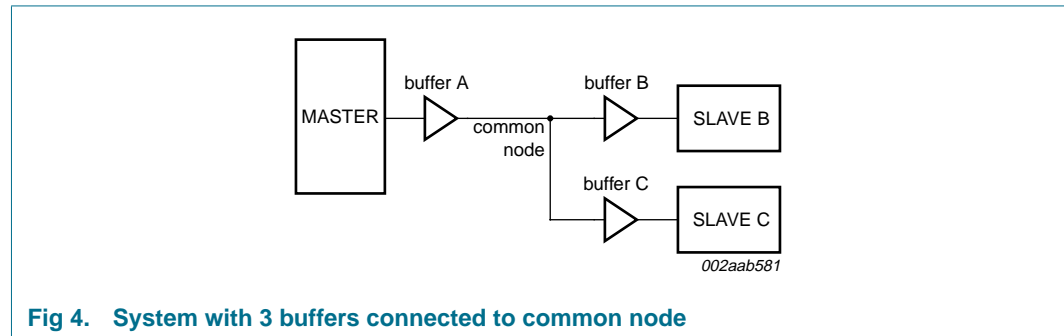 buffer A
buffer B
MASTER
SLAVE B
common
node
buffer C
SLAVE C
002aab581
Fig 4. System with 3 buffers connected to common node